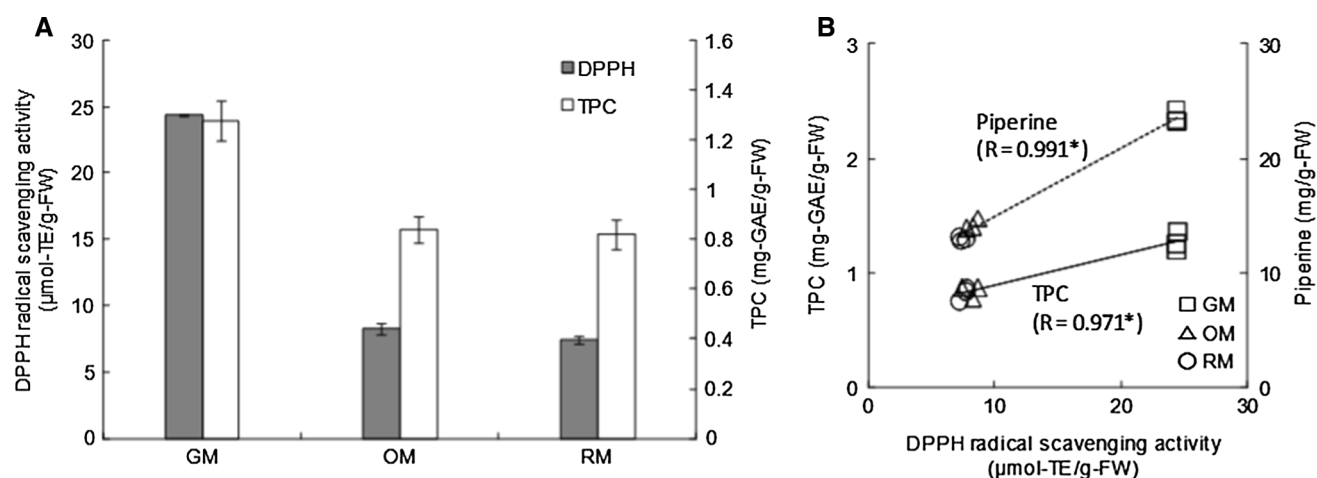 A
30
25
20
15
10
5
0
DPPH radical scavenging activity
(μmol-TE/g-FW)
DPPH
TPC
1.6
1.4
1.2
1
0.8
0.6
0.4
0.2
0
TPC (mg-GAE/g-FW)
GM
OM
RM
B
3
2
1
0
TPC (mg-GAE/g-FW)
Piperine
(R = 0.991*)
TPC
(R = 0.971*)
GM
OM
RM
30
20
10
0
Piperine (mg/g-FW)
0
10
20
30
DPPH radical scavenging activity
(μmol-TE/g-FW)